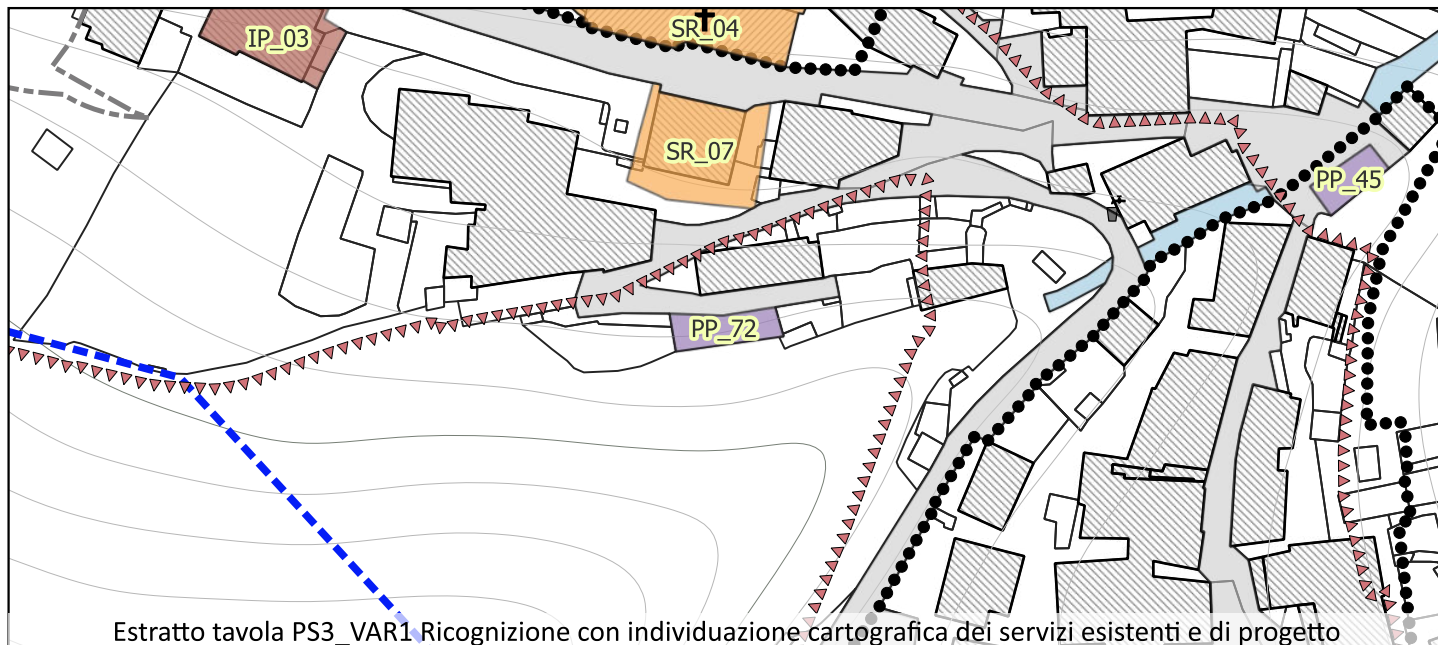 SR_04
IP_03
SR_07
PP_45
PP_72
Estratto tavola PS3_VAR1 Ricognizione con individuazione cartografica dei servizi esistenti e di progetto